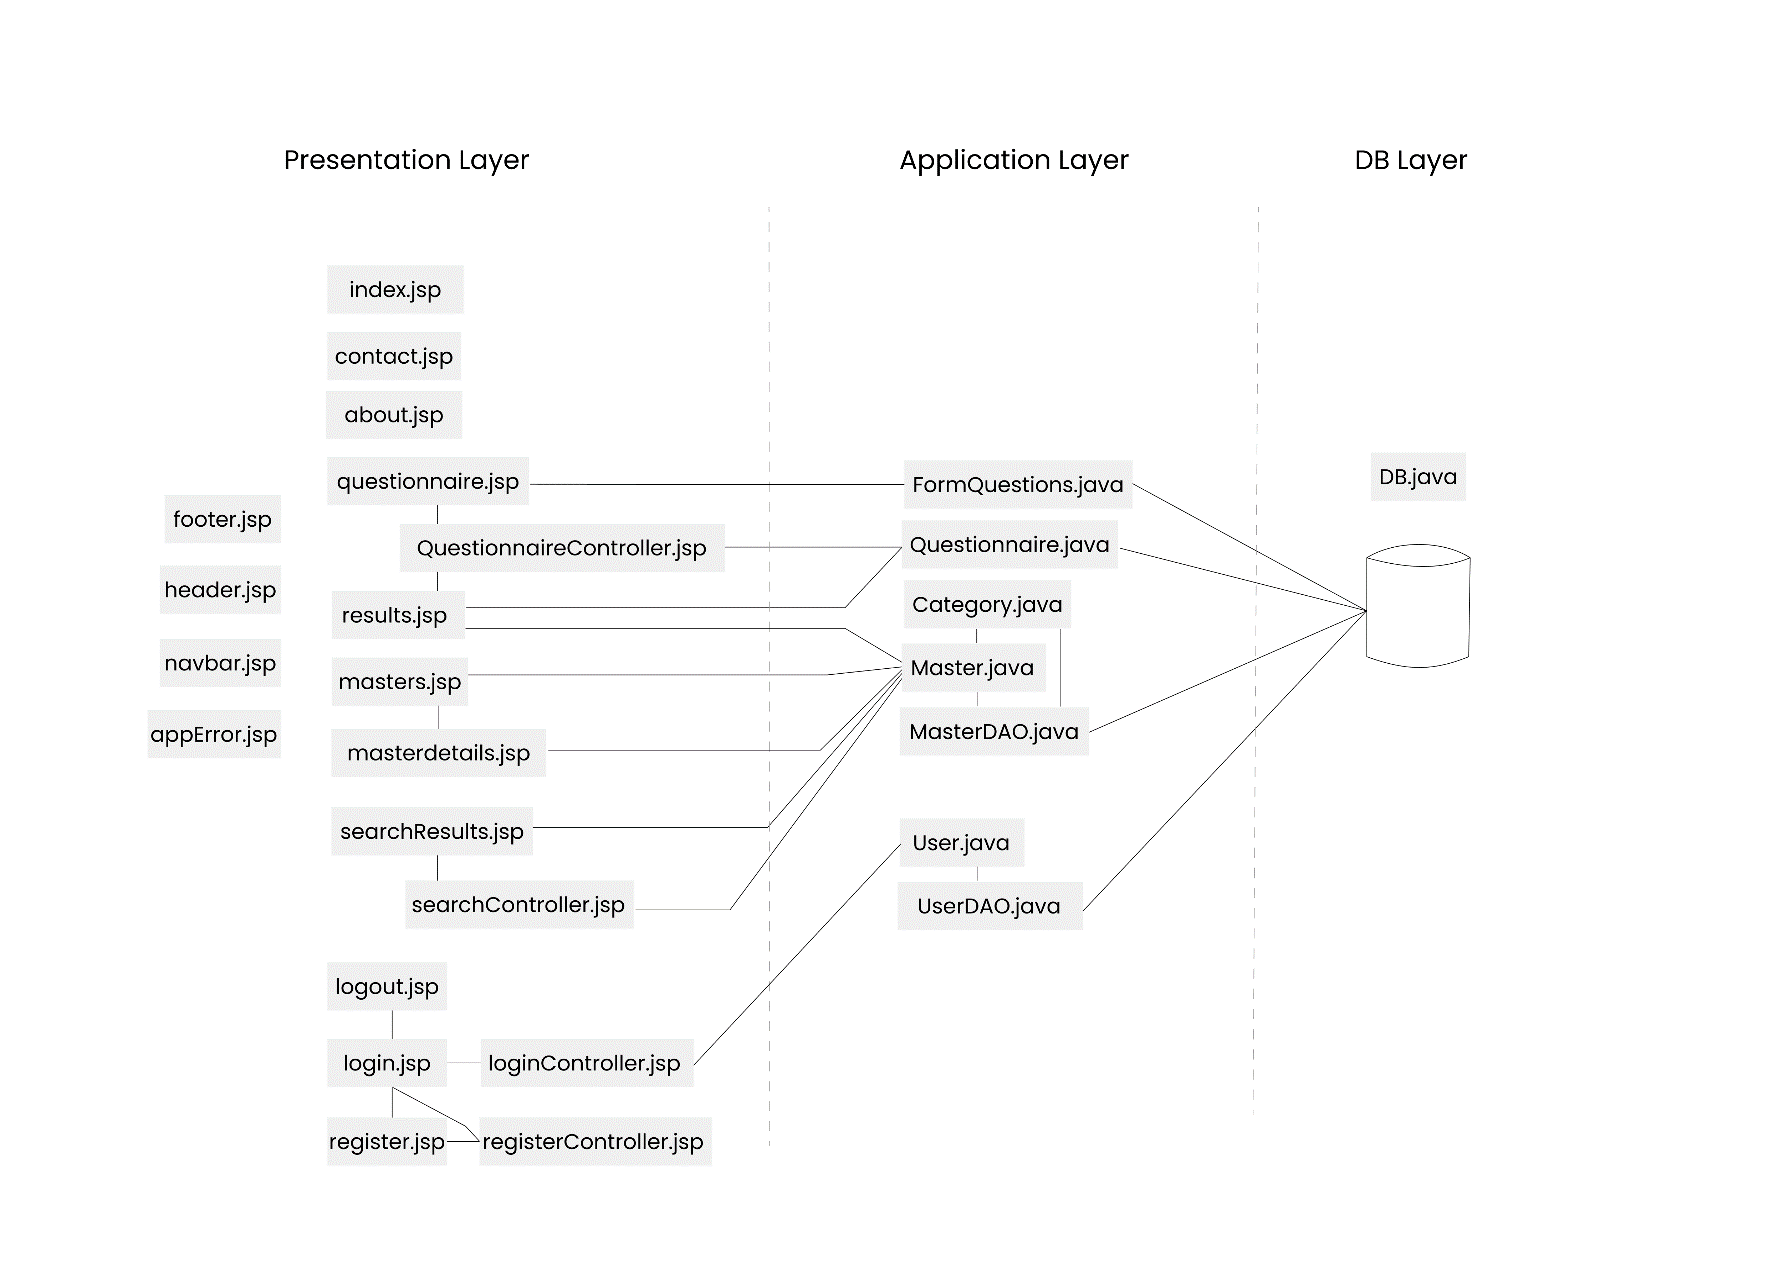 Presentation Layer
Application Layer
DB Layer
index.jsp
contact.jsp
about.jsp
questionnaire.jsp
QuestionnaireController.jsp
results.jsp
masters.jsp
masterdetails.jsp
searchResults.jsp
searchController.jsp
logout.jsp
login.jsp
loginController.jsp
register.jsp
registerController.jsp
footer.jsp
header.jsp
navbar.jsp
appError.jsp
FormQuestions.java
Questionnaire.java
Category.java
Master.java
MasterDAO.java
User.java
UserDAO.java
DB.java